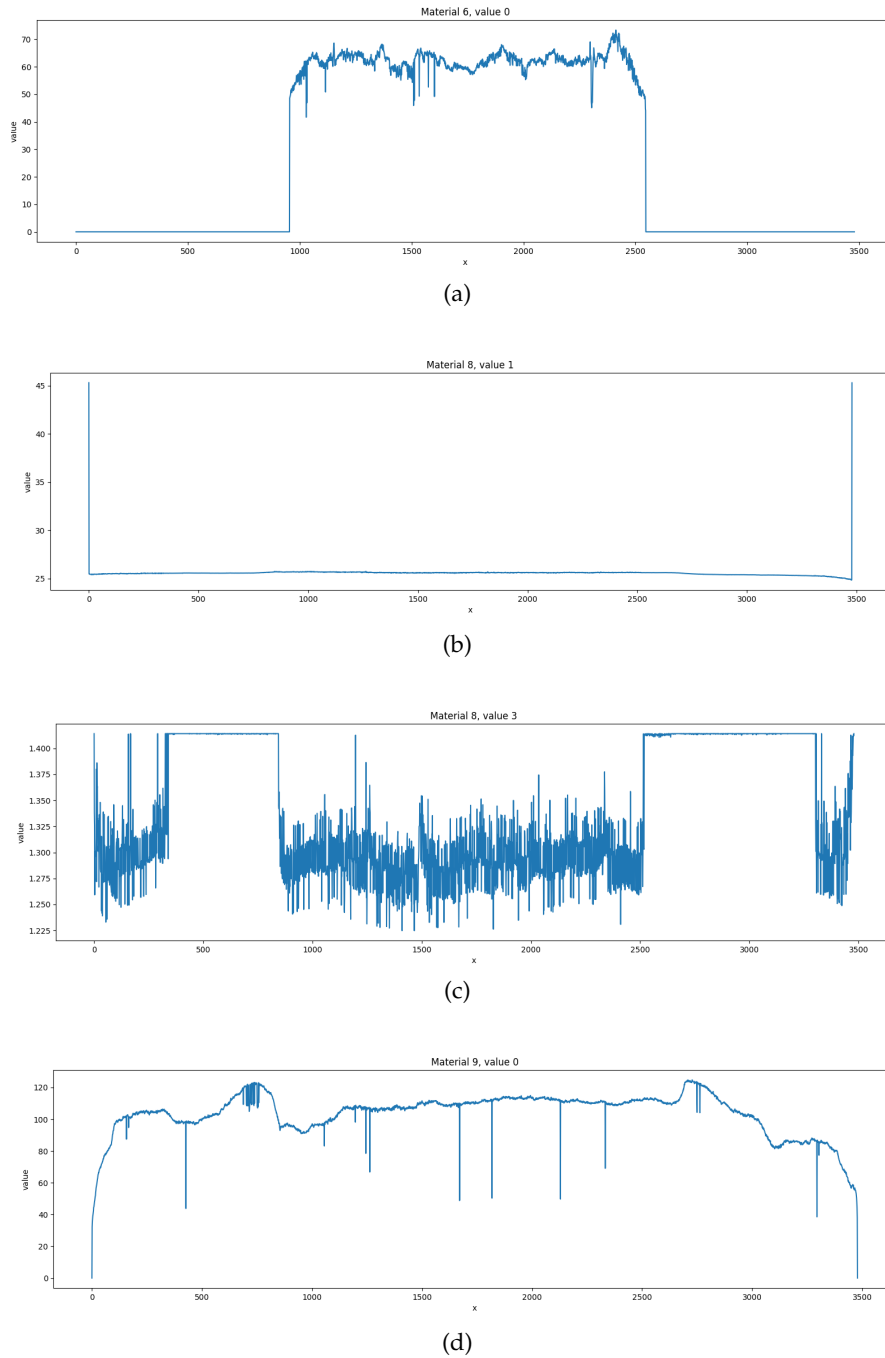 Material 6, value 0
70
60
50
40
30
20
10
0
value
0 500 1000 1500 2000 2500 3000 3500
x
(a)
Material 8, value 1
45
40
35
30
25
value
0 500 1000 1500 2000 2500 3000 3500
x
(b)
Material 8, value 3
1.400
1.375
1.350
1.325
1.300
1.275
1.250
1.225
value
0 500 1000 1500 2000 2500 3000 3500
x
(c)
Material 9, value 0
120
100
80
60
40
20
0
value
0 500 1000 1500 2000 2500 3000 3500
x
(d)